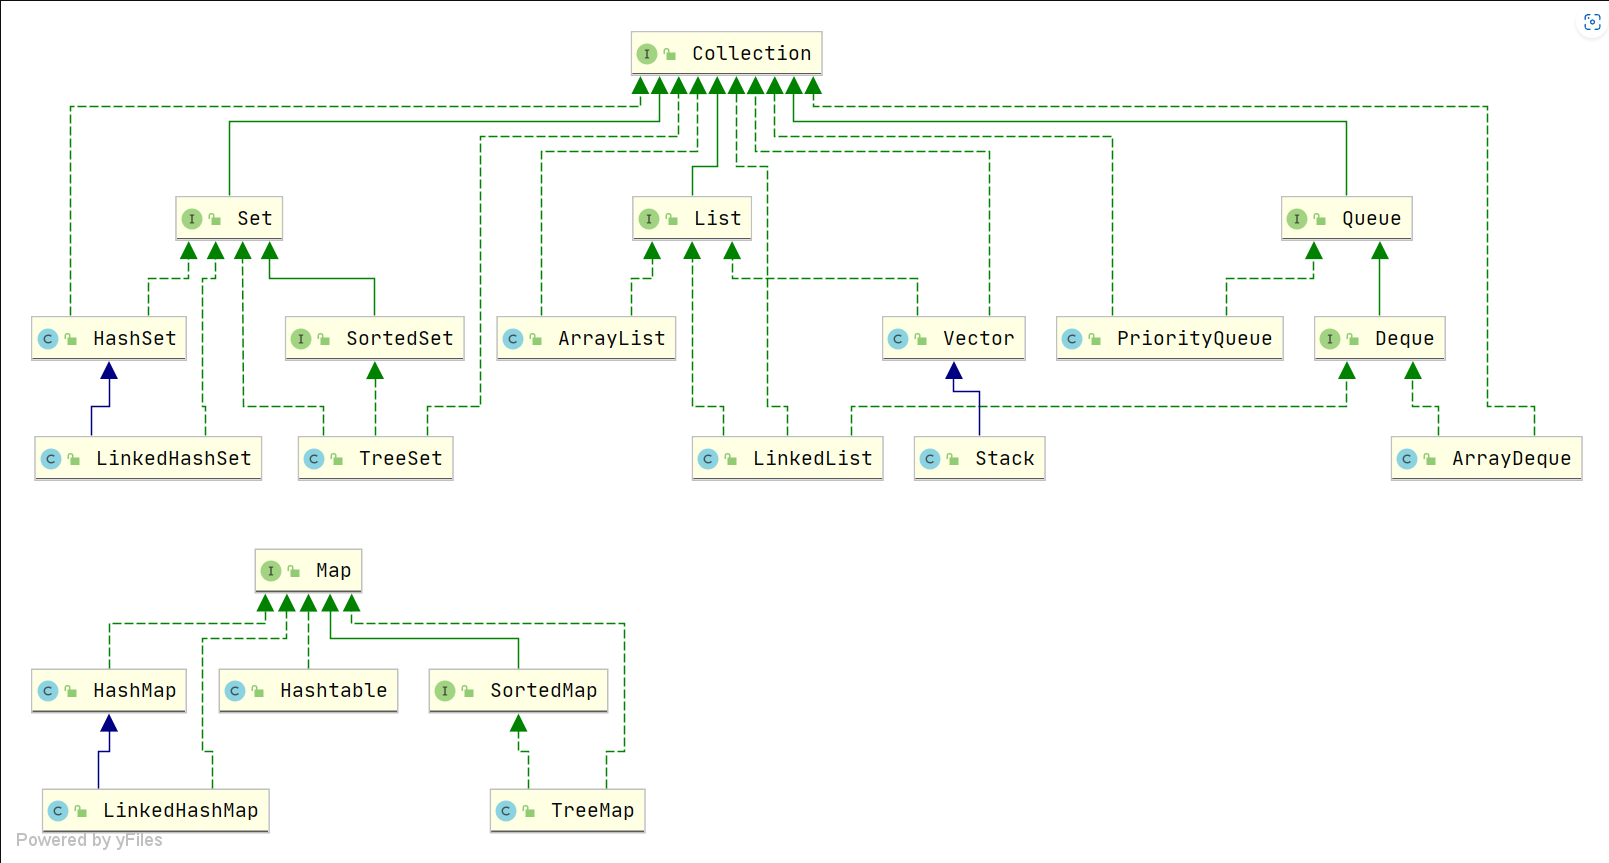 Collection
Set
List
Queue
HashSet
SortedSet
ArrayList
Vector
PriorityQueue
Deque
LinkedHashSet
TreeSet
LinkedList
Stack
ArrayDeque
Map
HashMap
Hashtable
SortedMap
LinkedHashMap
TreeMap
Powered by yFiles